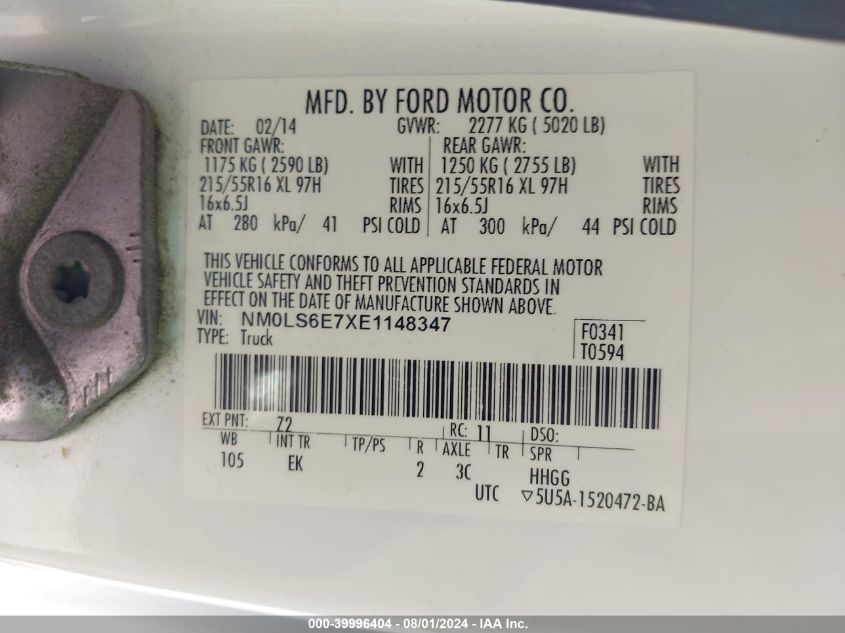 MFD. BY FORD MOTOR CO.
DATE: 02/14 GVWR: 2277 KG ( 5020 LB)
FRONT GAWR: REAR GAWR:
1175 KG ( 2590 LB) WITH 1250 KG ( 2755 LB) WITH
215/55R16 XL 97H TIRES 215/55R16 XL 97H TIRES
16x6.5J RIMS 16x6.5J RIMS
AT 280 kPa/ 41 PSI COLD AT 300 kPa/ 44 PSI COLD
THIS VEHICLE CONFORMS TO ALL APPLICABLE FEDERAL MOTOR
VEHICLE SAFETY AND THEFT PREVENTION STANDARDS IN
EFFECT ON THE DATE OF MANUFACTURE SHOWN ABOVE.
VIN: NM0LS6E7XE1148347 F0341
TYPE: Truck T0594
EXT PNT: Z2 RC: 11 DSO:
WB INT TR TP/PS R AXLE TR SPR
105 EK 2 3C HHGG
UTC ▽5U5A-1520472-BA
000-39996404 - 08/01/2024 - IAA Inc.